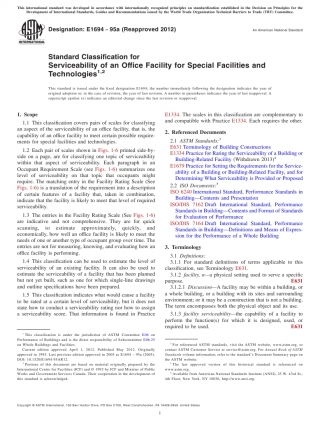 This international standard was developed in accordance with internationally recognized principles on standardization established in the Decision on Principles for the
Development of International Standards, Guides and Recommendations issued by the World Trade Organization Technical Barriers to Trade (TBT) Committee.
Designation: E1694 − 95a (Reapproved 2012)
An American National Standard
Standard Classification for
Serviceability of an Office Facility for Special Facilities and
Technologies1,2
This standard is issued under the fixed designation E1694; the number immediately following the designation indicates the year of
original adoption or, in the case of revision, the year of last revision. A number in parentheses indicates the year of last reapproval. A
superscript epsilon (ε) indicates an editorial change since the last revision or reapproval.
1. Scope
1.1 This classification covers pairs of scales for classifying
an aspect of the serviceability of an office facility, that is, the
capability of an office facility to meet certain possible require-
ments for special facilities and technologies.
1.2 Each pair of scales shown in Figs. 1-6 printed side-by-
side on a page, are for classifying one topic of serviceability
within that aspect of serviceability. Each paragraph in an
Occupant Requirement Scale (see Figs. 1-6) summarizes one
level of serviceability on that topic that occupants might
require. The matching entry in the Facility Rating Scale (See
Figs. 1-6) is a translation of the requirement into a description
of certain features of a facility that, taken in combination,
indicate that the facility is likely to meet that level of required
serviceability.
1.3 The entries in the Facility Rating Scale (See Figs. 1-6)
are indicative and not comprehensive. They are for quick
scanning, to estimate approximately, quickly, and
economically, how well an office facility is likely to meet the
needs of one or another type of occupant group over time. The
entries are not for measuring, knowing, and evaluating how an
office facility is performing.
1.4 This classification can be used to estimate the level of
serviceability of an existing facility. It can also be used to
estimate the serviceability of a facility that has been planned
but not yet built, such as one for which single-line drawings
and outline specifications have been prepared.
1.5 This classification indicates what would cause a facility
to be rated at a certain level of serviceability, but it does not
state how to conduct a serviceability rating nor how to assign
a serviceability score. That information is found in Practice
1 This classification is under the jurisdiction of ASTM Committee E06 on
Performance of Buildings and is the direct responsibility of Subcommittee E06.25
on Whole Buildings and Facilities.
Current edition approved April 1, 2012. Published May 2012. Originally
approved in 1995. Last previous edition approved in 2005 as E1694 – 95a (2005).
DOI: 10.1520/E1694-95AR12.
2 Portions of this document are based on material originally prepared by the
International Centre for Facilities (ICF) and © 1993 by ICF and Minister of Public
Works and Government Services Canada. Their cooperation in the development of
this standard is acknowledged.
E1334. The scales in this classification are complementary to
and compatible with Practice E1334. Each requires the other.
2. Referenced Documents
2.1 ASTM Standards:3
E631 Terminology of Building Constructions
E1334 Practice for Rating the Serviceability of a Building or
Building-Related Facility (Withdrawn 2013)4
E1679 Practice for Setting the Requirements for the Service-
ability of a Building or Building-Related Facility, and for
Determining What Serviceability is Provided or Proposed
2.2 ISO Documents:5
ISO 6240 International Standard, Performance Standards in
Building—Contents and Presentation
ISO/DIS 7162 Draft International Standard, Performance
Standards in Building—Contents and Format of Standards
for Evaluation of Performance
ISO/DIS 7164 Draft International Standard, Performance
Standards in Building—Definitions and Means of Expres-
sion for the Performance of a Whole Building
3. Terminology
3.1 Definitions:
3.1.1 For standard definitions of terms applicable to this
classification, see Terminology E631.
3.1.2 facility, n—a physical setting used to serve a specific
purpose. E631
3.1.2.1 Discussion—A facility may be within a building, or
a whole building, or a building with its sites and surrounding
environment; or it may be a construction that is not a building.
The term encompasses both the physical object and its use.
3.1.3 facility serviceability—the capability of a facility to
perform the function(s) for which it is designed, used, or
required to be used. E631
3 For referenced ASTM standards, visit the ASTM website, www.astm.org, or
contact ASTM Customer Service at service@astm.org. For Annual Book of ASTM
Standards volume information, refer to the standard's Document Summary page on
the ASTM website.
4 The last approved version of this historical standard is referenced on
www.astm.org.
5 Available from American National Standards Institute (ANSI), 25 W. 43rd St.,
4th Floor, New York, NY 10036, http://www.ansi.org.
Copyright © ASTM International, 100 Barr Harbor Drive, PO Box C700, West Conshohocken, PA 19428-2959. United States
1